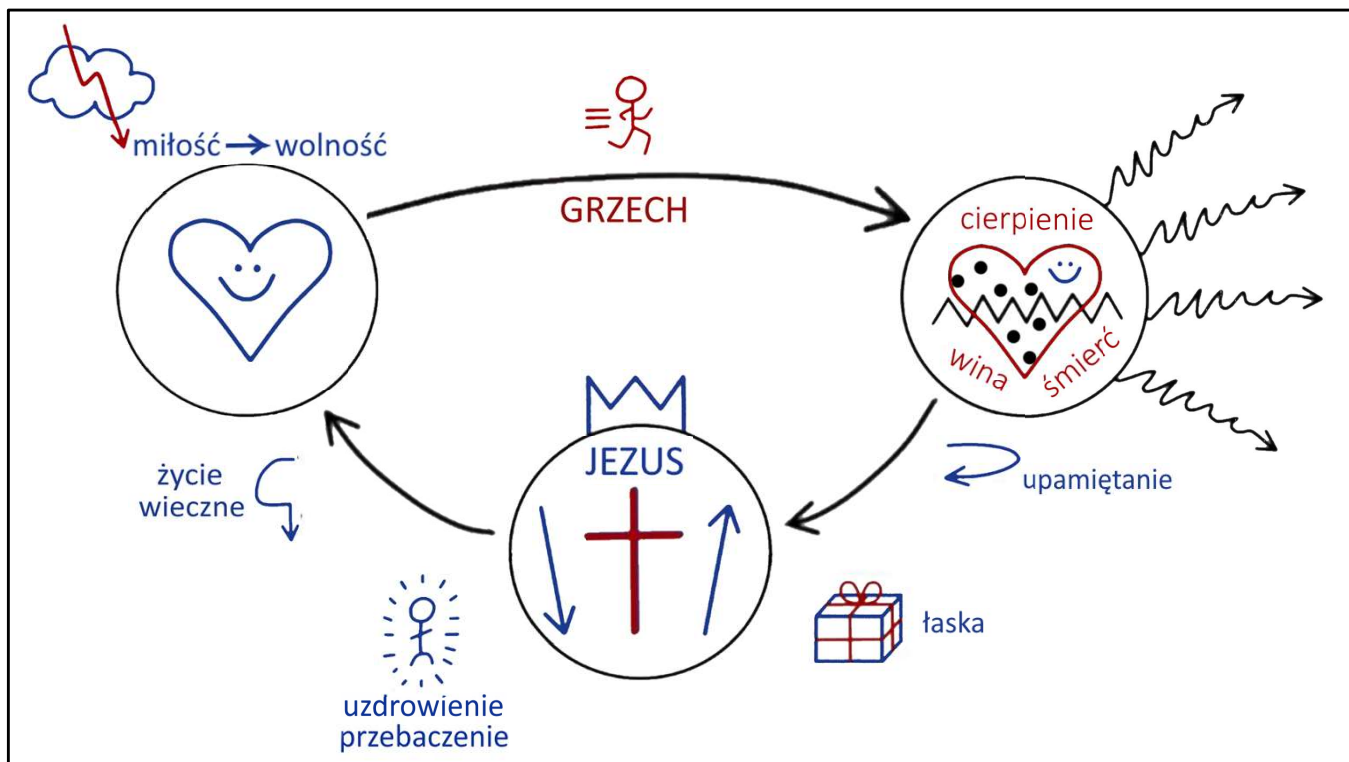 miłość → wolność
GRZECH
cierpienie
wina
śmierć
upamiętanie
JEZUS
łaska
uzdrowienie
przebaczenie
życie
wieczne